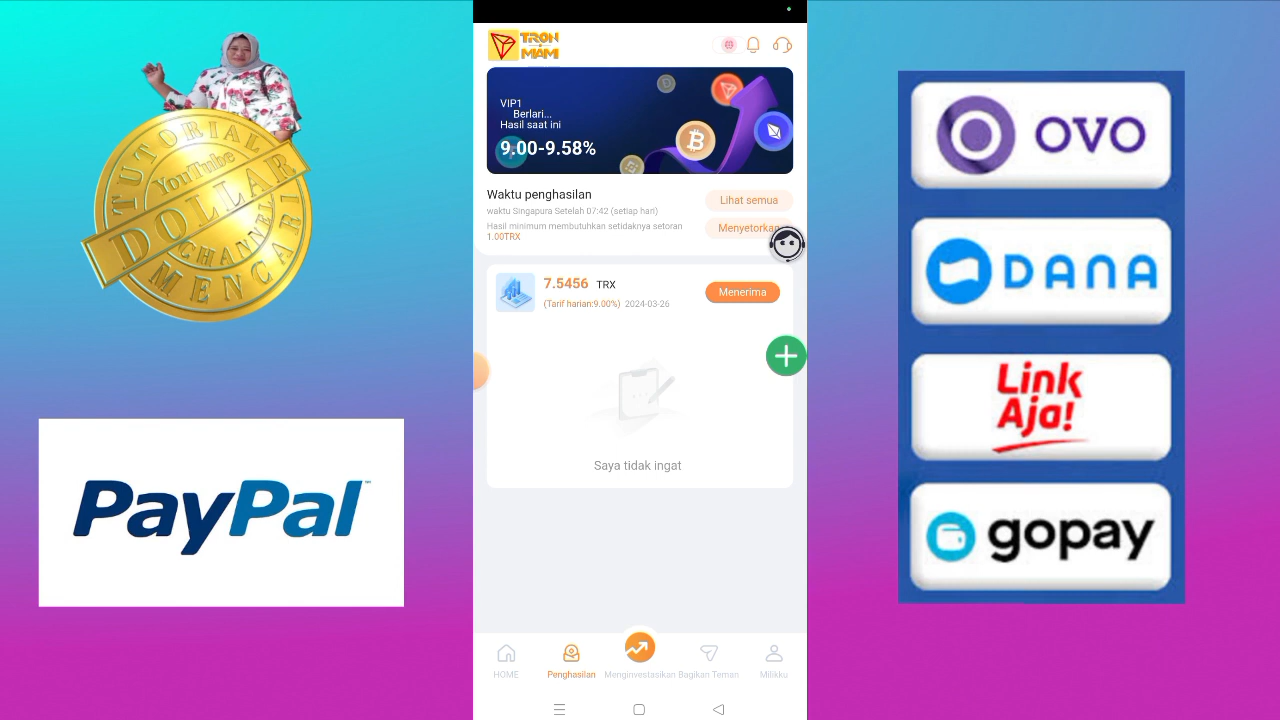 TUTORIAL
YouTube
DOLLAR
CHANNEL
MENCARI
PayPal
TRON
MAMI
VIP1
Berlari...
Hasil saat ini
9.00-9.58%
Waktu penghasilan
Lihat semua
waktu Singapura Setelah 07:42 (setiap hari)
Hasil minimum membutuhkan setidaknya setoran
1.00TRX
Menyetorkan
7.5456 TRX
(Tarif harian:9.00%) 2024-03-26
Menerima
Saya tidak ingat
HOME
Penghasilan
Menginvestasikan
Bagikan Teman
Milikku
OVO
DANA
Link
Aja!
gopay